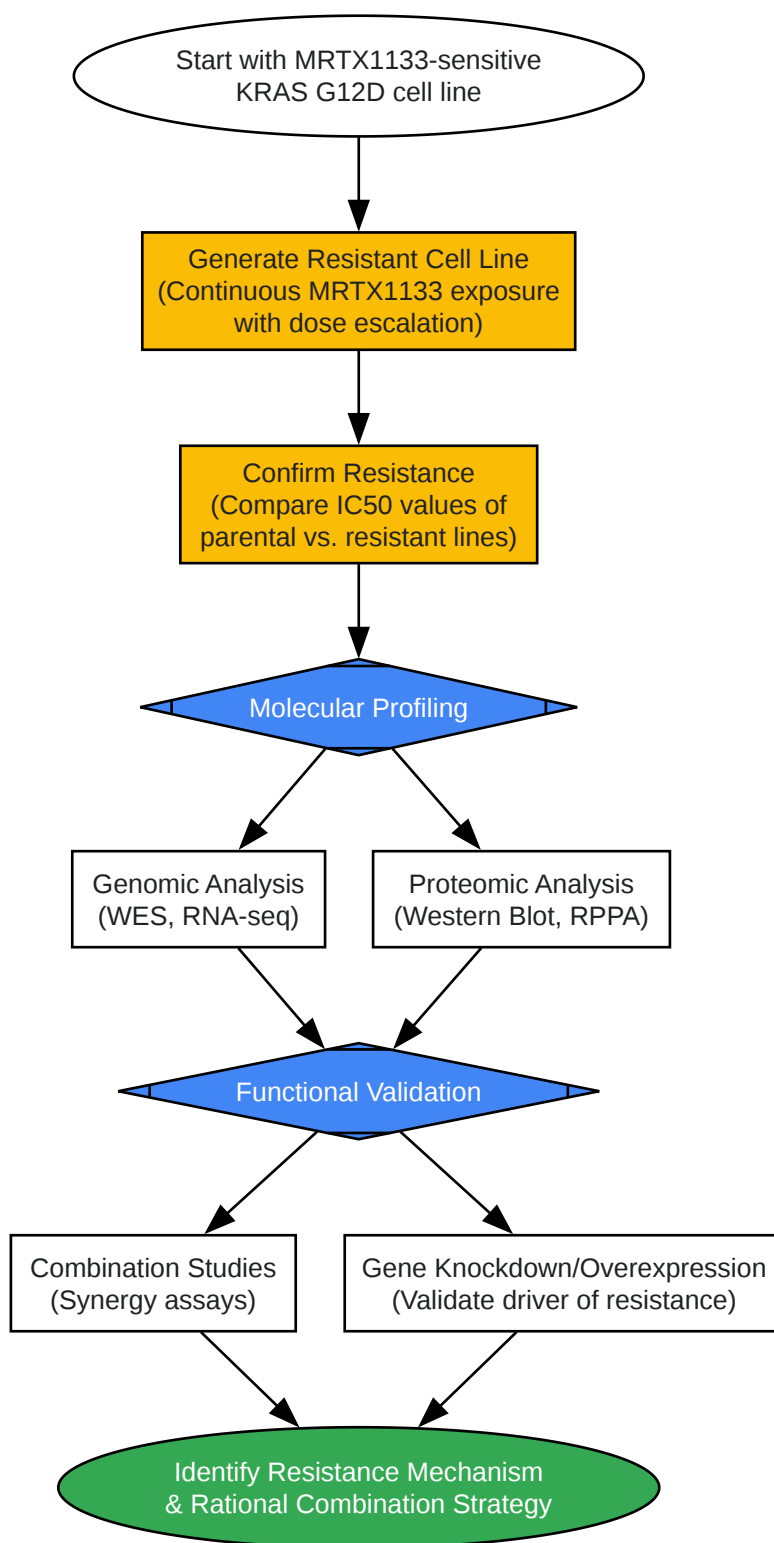 Start with MRTX1133-sensitive
KRAS G12D cell line
Generate Resistant Cell Line
(Continuous MRTX1133 exposure
with dose escalation)
Confirm Resistance
(Compare IC50 values of
parental vs. resistant lines)
Molecular Profiling
Genomic Analysis
(WES, RNA-seq)
Proteomic Analysis
(Western Blot, RPPA)
Functional Validation
Combination Studies
(Synergy assays)
Gene Knockdown/Overexpression
(Validate driver of resistance)
Identify Resistance Mechanism
& Rational Combination Strategy